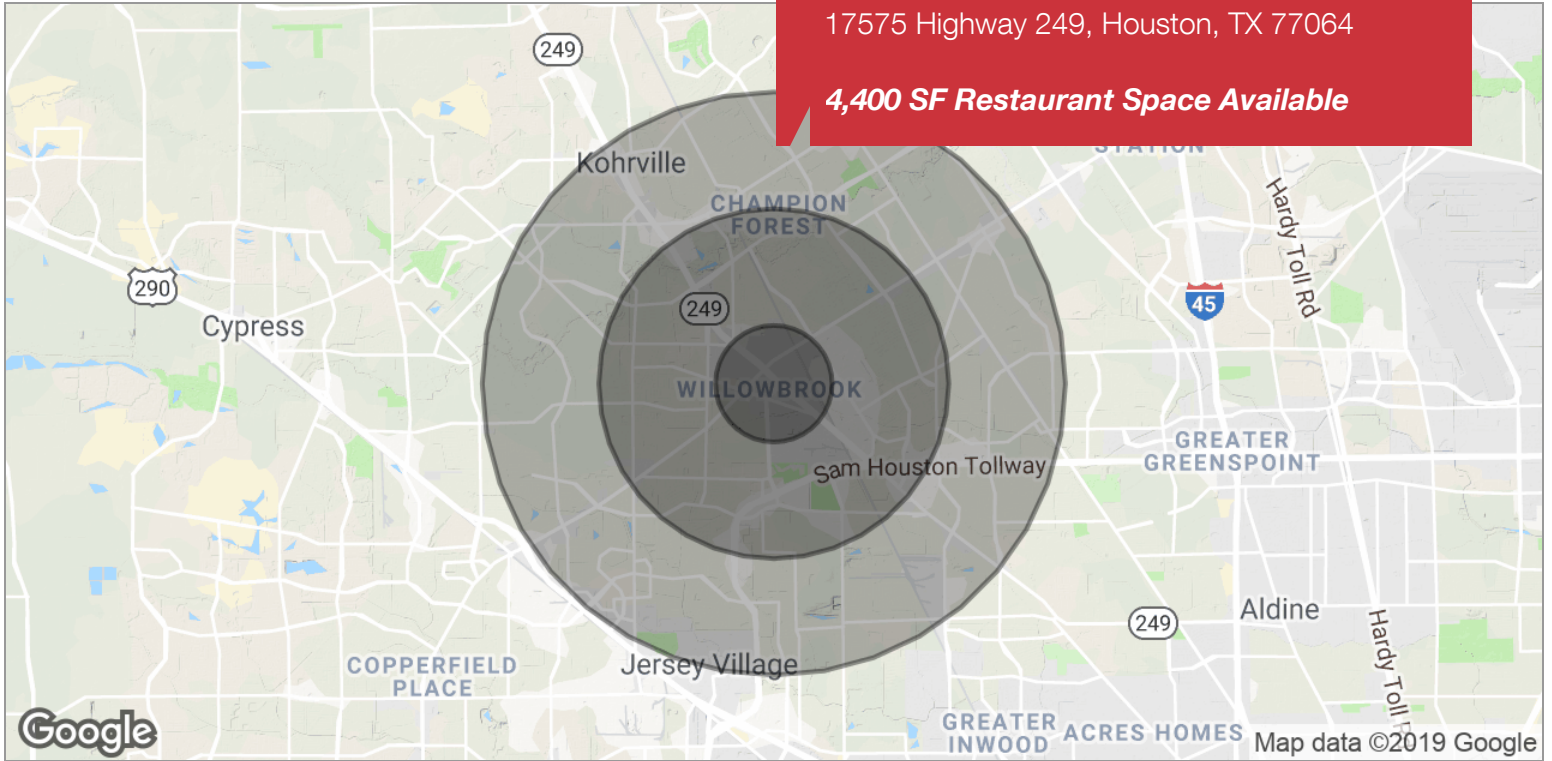 17575 Highway 249, Houston, TX 77064
4,400 SF Restaurant Space Available
249
STATION
Kohrville
CHAMPION
FOREST
Hardy Toll Rd
290
249
45
Cypress
WILLOWBROOK
GREATER
GREENSPOINT
Sam Houston Tollway
249
Aldine
COPPERFIELD
PLACE
Jersey Village
Hardy Toll
GREATER
INWOOD
ACRES HOMES
Google
Map data ©2019 Google